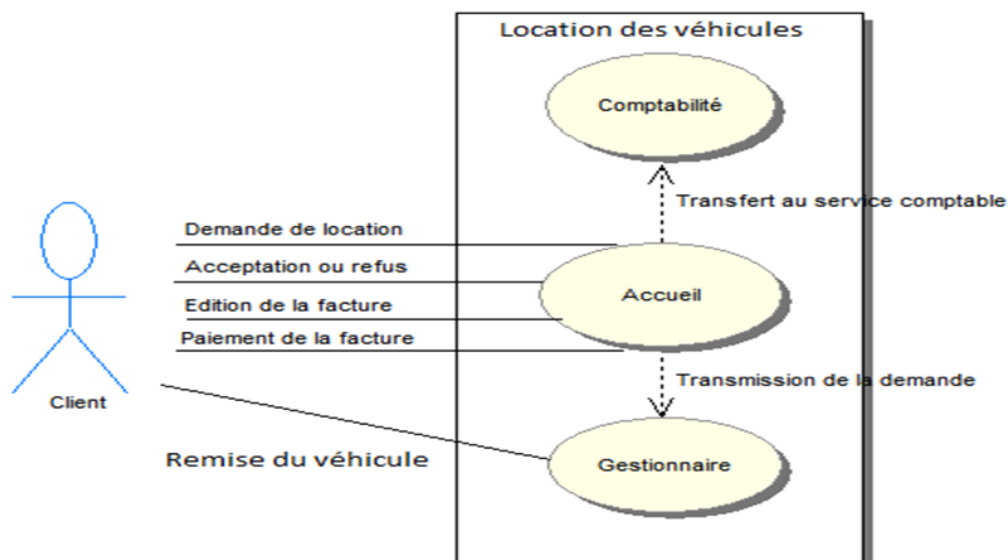 Location des véhicules
Comptabilité
Transfert au service comptable
Demande de location
Acceptation ou refus
Accueil
Edition de la facture
Paiement de la facture
Transmission de la demande
Client
Remise du véhicule
Gestionnaire